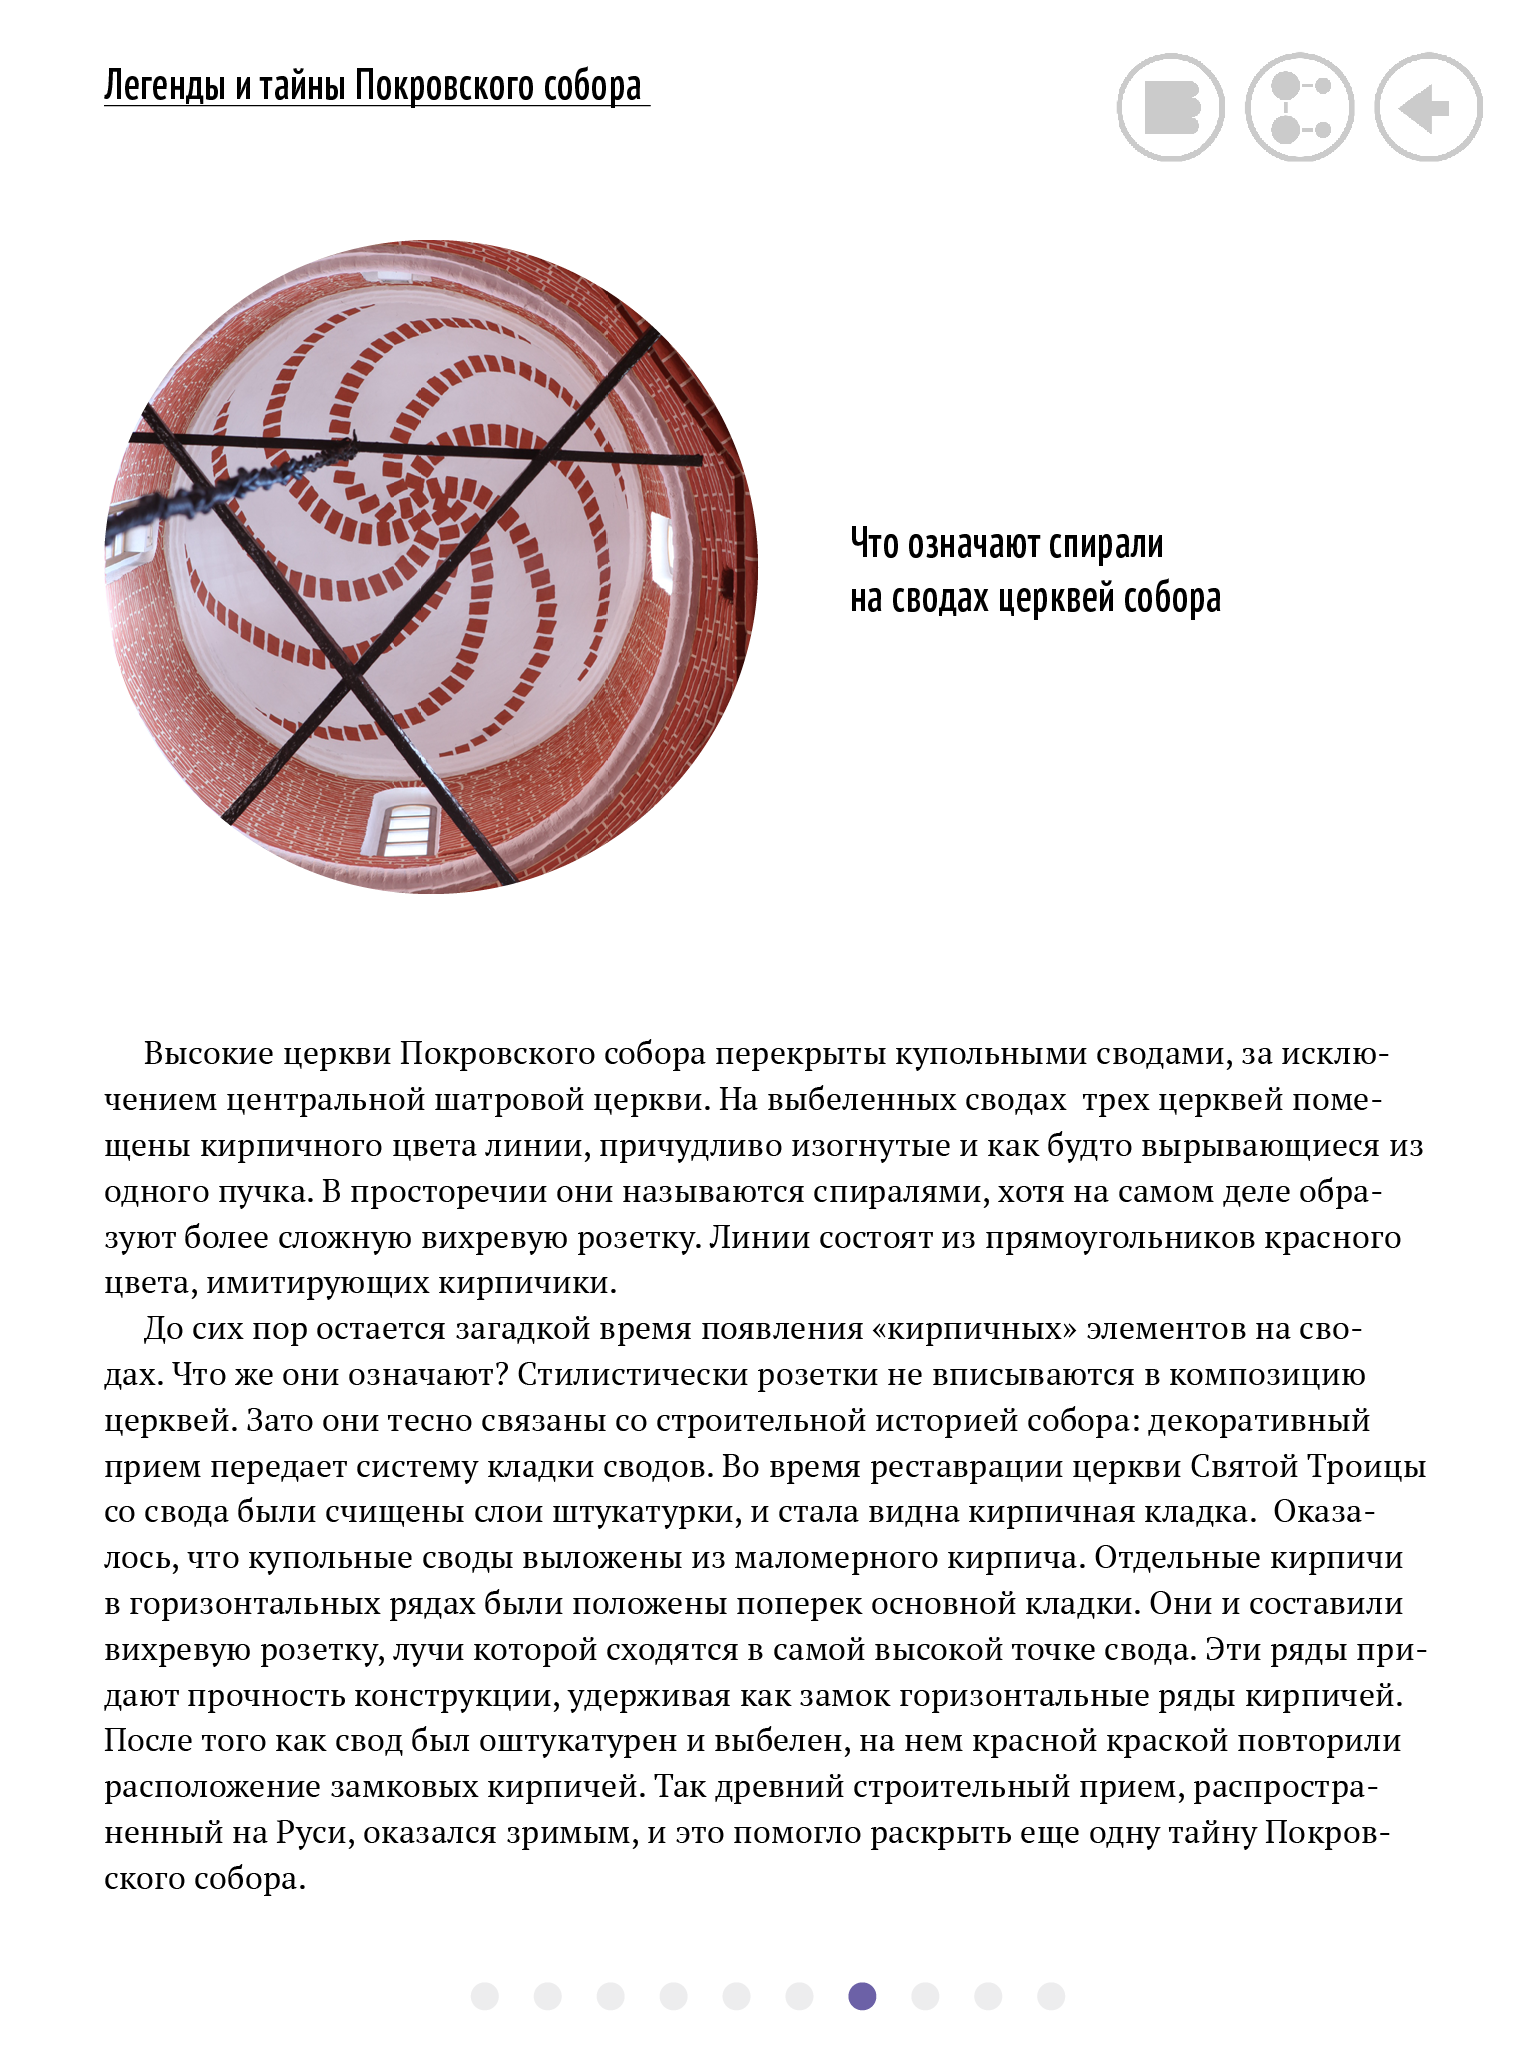 Легенды и тайны Покровского собора
Что означают спирали
на сводах церквей собора
Высокие церкви Покровского собора перекрыты купольными сводами, за исклю-
чением центральной шатровой церкви. На выбеленных сводах  трех церквей поме-
щены кирпичного цвета линии, причудливо изогнутые и как будто вырывающиеся из
одного пучка. В просторечии они называются спиралями, хотя на самом деле обра-
зуют более сложную вихревую розетку. Линии состоят из прямоугольников красного
цвета, имитирующих кирпичики.
До сих пор остается загадкой время появления «кирпичных» элементов на сво-
дах. Что же они означают? Стилистически розетки не вписываются в композицию
церквей. Зато они тесно связаны со строительной историей собора: декоративный
прием передает систему кладки сводов. Во время реставрации церкви Святой Троицы
со свода были счищены слои штукатурки, и стала видна кирпичная кладка.  Оказа-
лось, что купольные своды выложены из маломерного кирпича. Отдельные кирпичи
в горизонтальных рядах были положены поперек основной кладки. Они и составили
вихревую розетку, лучи которой сходятся в самой высокой точке свода. Эти ряды при-
дают прочность конструкции, удерживая как замок горизонтальные ряды кирпичей.
После того как свод был оштукатурен и выбелен, на нем красной краской повторили
расположение замковых кирпичей. Так древний строительный прием, распростра-
ненный на Руси, оказался зримым, и это помогло раскрыть еще одну тайну Покров-
ского собора.